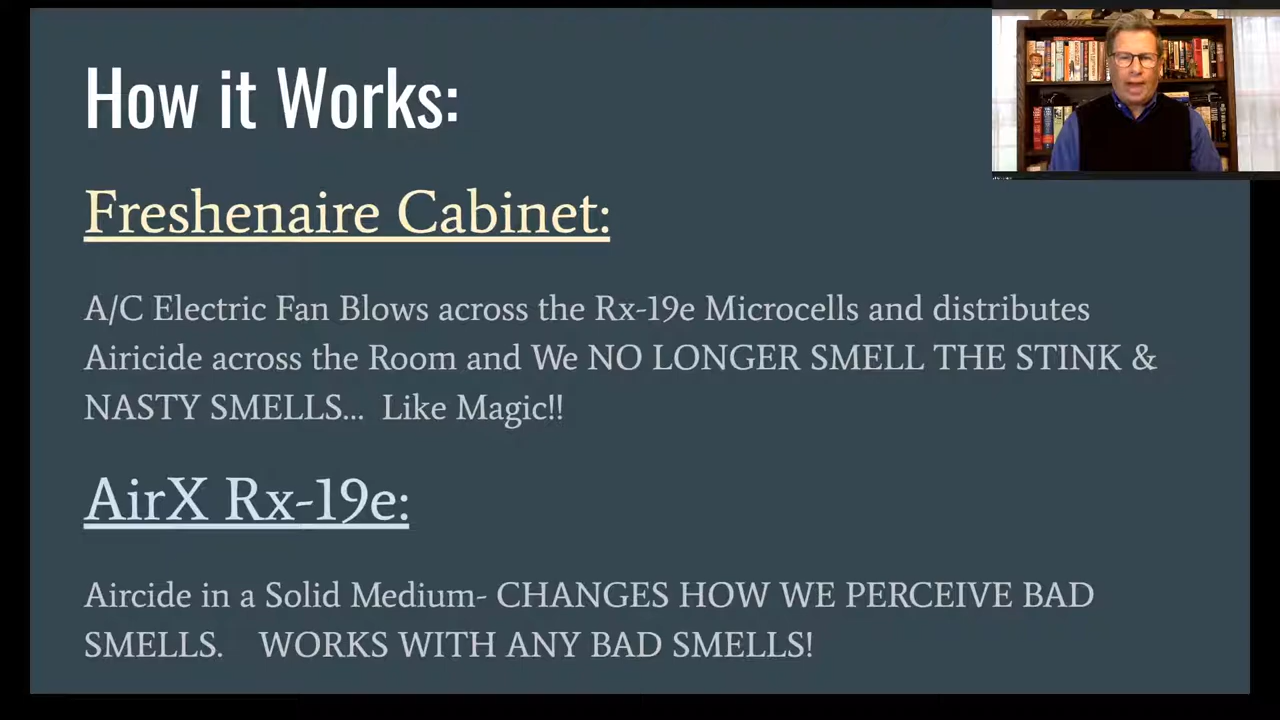 How it Works:
Freshenaire Cabinet:
A/C Electric Fan Blows across the Rx-19e Microcells and distributes
Airicide across the Room and We NO LONGER SMELL THE STINK &
NASTY SMELLS... Like Magic!!
AirX Rx-19e:
Aircide in a Solid Medium- CHANGES HOW WE PERCEIVE BAD
SMELLS. WORKS WITH ANY BAD SMELLS!